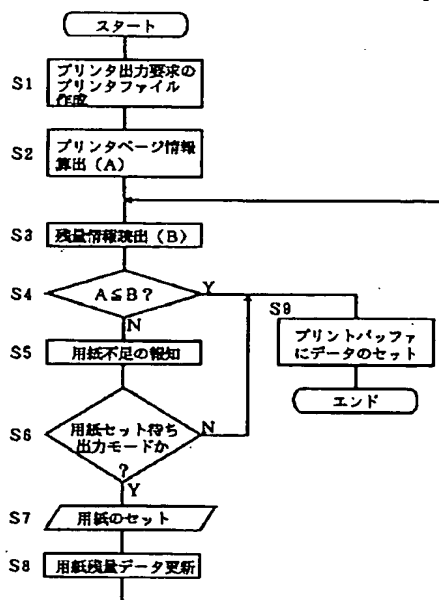 スタート
S1
プリンタ出力要求の
プリンタファイル
作成
S2
プリンタページ情報
算出（A）
S3
残量情報読出（B）
S4
A≦B？
Y
N
S9
プリントバッファ
にデータのセット
エンド
S5
用紙不足の報知
S6
用紙セット待ち
出力モードか
？
N
Y
S7
用紙のセット
S8
用紙残量データ更新